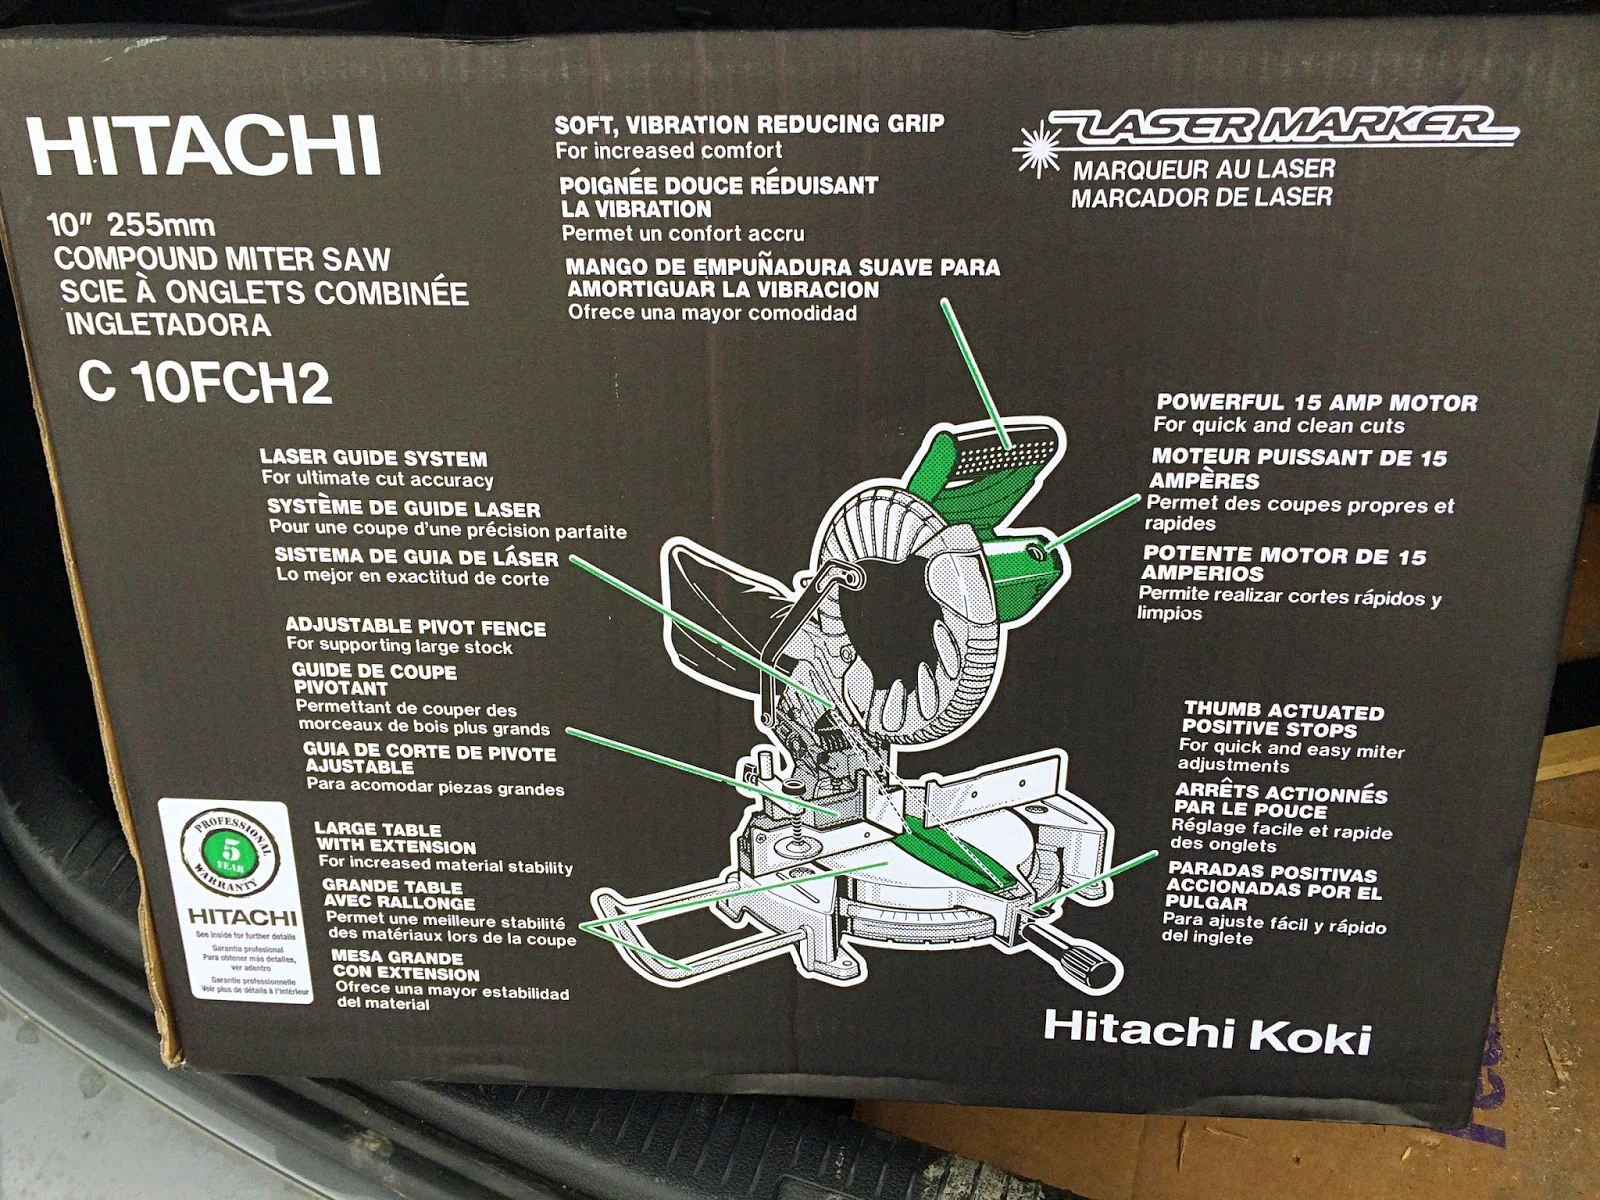 HITACHI
10" 255mm
COMPOUND MITER SAW
SCIE À ONGLETS COMBINÉE
INGLETADORA
C 10FCH2
SOFT, VIBRATION REDUCING GRIP
For increased comfort
POIGNÉE DOUCE RÉDUISANT
LA VIBRATION
Permet un confort accru
MANGO DE EMPUÑADURA SUAVE PARA
AMORTIGUAR LA VIBRACION
Ofrece una mayor comodidad
LASER MARKER
MARQUEUR AU LASER
MARCADOR DE LASER
POWERFUL 15 AMP MOTOR
For quick and clean cuts
MOTEUR PUISSANT DE 15
AMPÈRES
Permet des coupes propres et
rapides
POTENTE MOTOR DE 15
AMPERIOS
Permite realizar cortes rápidos y
limpios
LASER GUIDE SYSTEM
For ultimate cut accuracy
SYSTÈME DE GUIDE LASER
Pour une coupe d'une précision parfaite
SISTEMA DE GUIA DE LÁSER
Lo mejor en exactitud de corte
ADJUSTABLE PIVOT FENCE
For supporting large stock
GUIDE DE COUPE
PIVOTANT
Permettant de couper des
morceaux de bois plus grands
GUIA DE CORTE DE PIVOTE
AJUSTABLE
Para acomodar piezas grandes
LARGE TABLE
WITH EXTENSION
For increased material stability
GRANDE TABLE
AVEC RALLONGE
Permet une meilleure stabilité
des matériaux lors de la coupe
MESA GRANDE
CON EXTENSION
Ofrece una mayor estabilidad
del material
THUMB ACTUATED
POSITIVE STOPS
For quick and easy miter
adjustments
ARRÊTS ACTIONNÉS
PAR LE POUCE
Réglage facile et rapide
des onglets
PARADAS POSITIVAS
ACCIONADAS POR EL
PULGAR
Para ajuste fácil y rápido
del inglete
PROFESSIONAL
5
YEAR
WARRANTY
HITACHI
See inside for further details
Garantia profesional
Para obtener más detalles,
ver adentro
Garantie professionnelle
Voir plus de détails à l'intérieur
Hitachi Koki